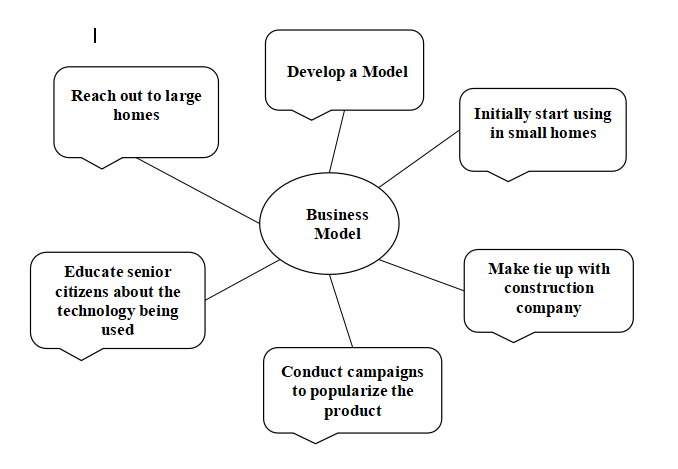 Develop a Model
Reach out to large
homes
Initially start using
in small homes
Business
Model
Educate senior
citizens about the
technology being
used
Make tie up with
construction
company
Conduct campaigns
to popularize the
product